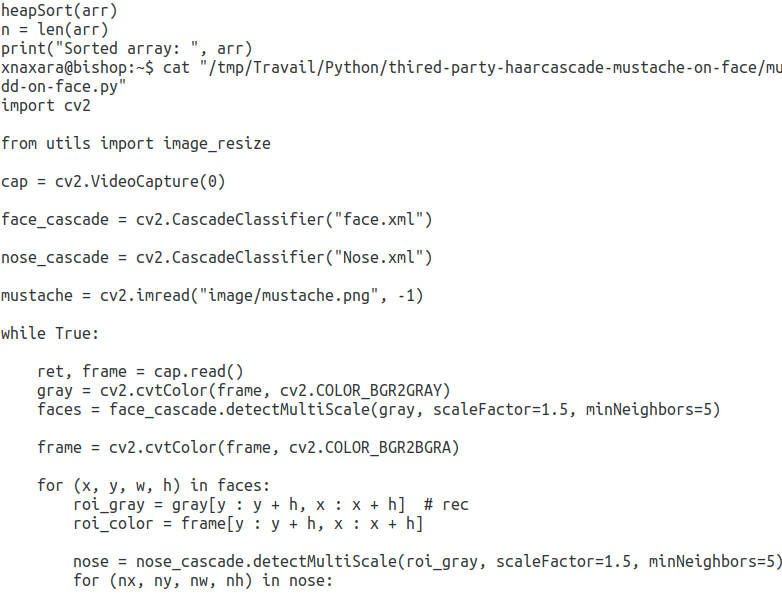 heapSort(arr)
n = len(arr)
print("Sorted array: ", arr)
xnaxara@bishop:~$ cat "/tmp/Travail/Python/thired-party-haarcascade-mustache-on-face/mu
dd-on-face.py"
import cv2

from utils import image_resize

cap = cv2.VideoCapture(0)

face_cascade = cv2.CascadeClassifier("face.xml")

nose_cascade = cv2.CascadeClassifier("Nose.xml")

mustache = cv2.imread("image/mustache.png", -1)

while True:

    ret, frame = cap.read()
    gray = cv2.cvtColor(frame, cv2.COLOR_BGR2GRAY)
    faces = face_cascade.detectMultiScale(gray, scaleFactor=1.5, minNeighbors=5)

    frame = cv2.cvtColor(frame, cv2.COLOR_BGR2BGRA)

    for (x, y, w, h) in faces:
        roi_gray = gray[y : y + h, x : x + h]  # rec
        roi_color = frame[y : y + h, x : x + h]

        nose = nose_cascade.detectMultiScale(roi_gray, scaleFactor=1.5, minNeighbors=5)
        for (nx, ny, nw, nh) in nose: